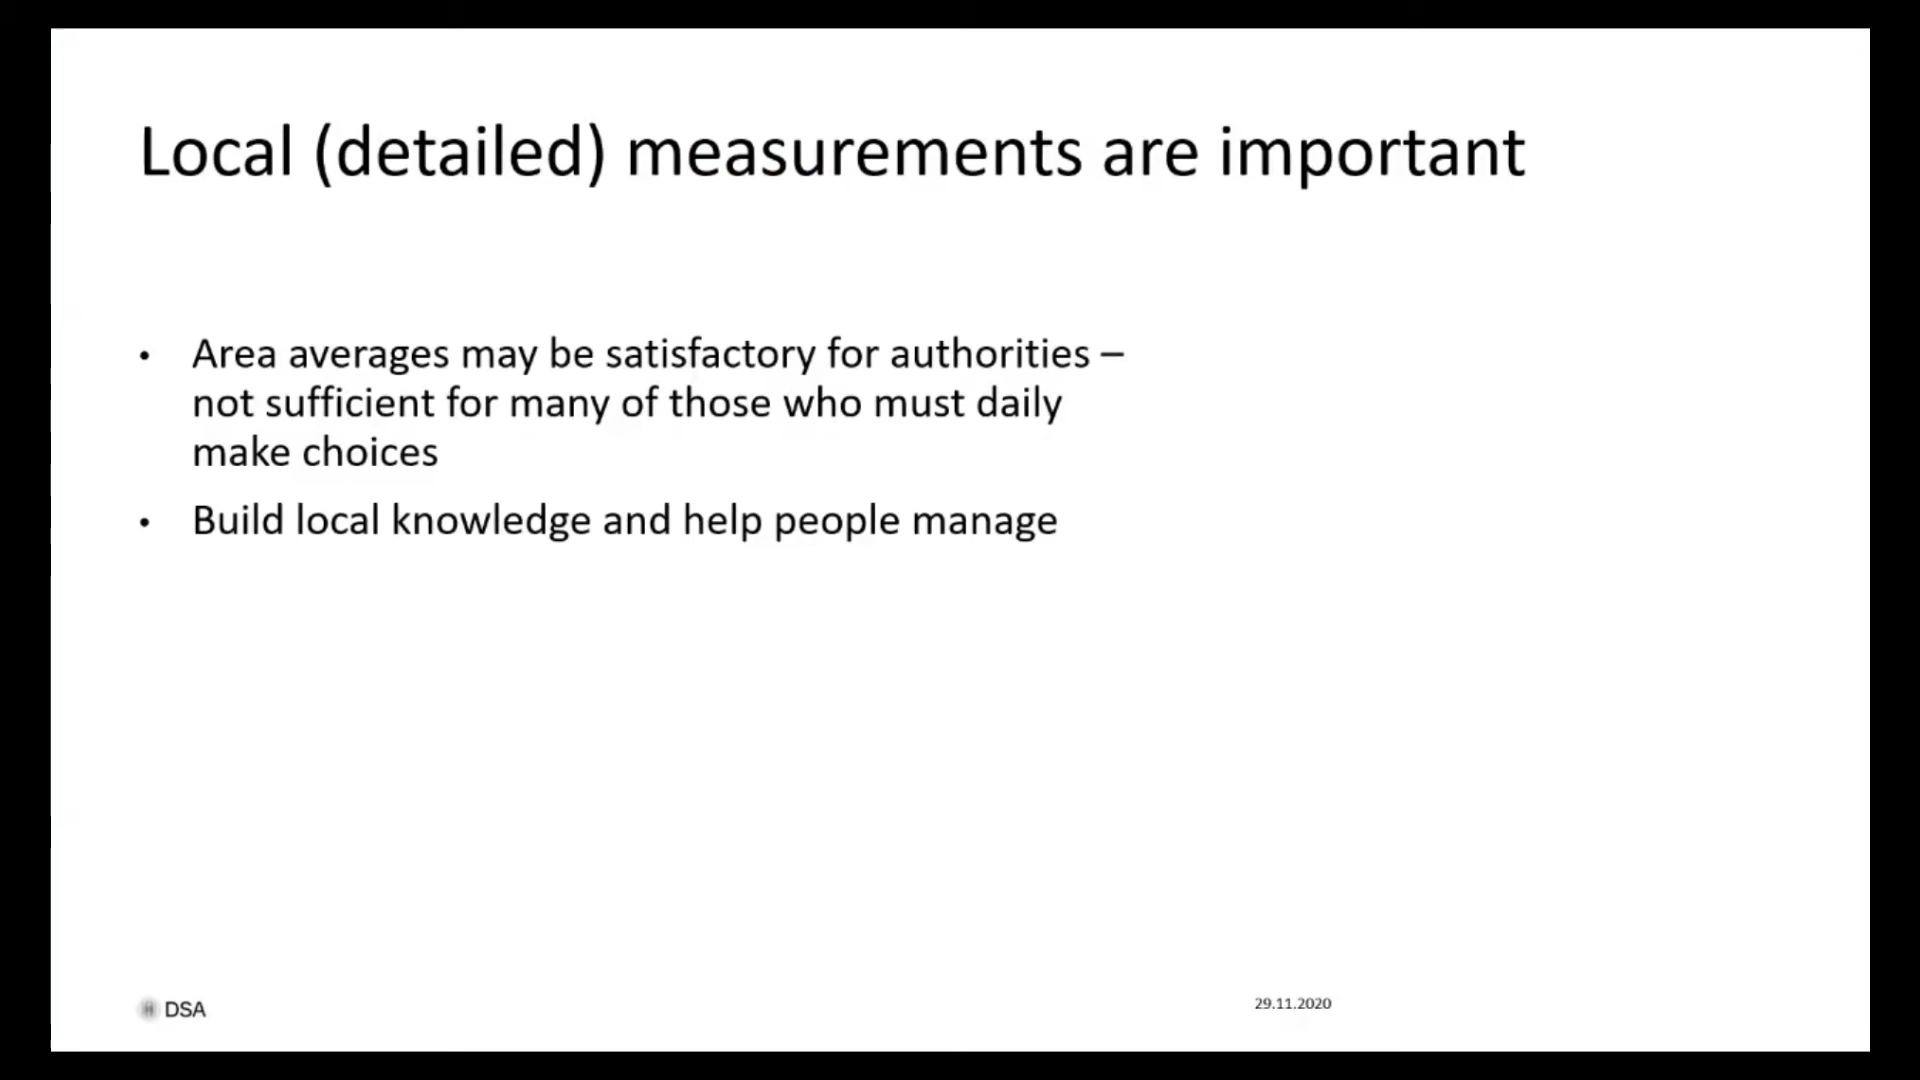 Local (detailed) measurements are important
• Area averages may be satisfactory for authorities –
not sufficient for many of those who must daily
make choices
• Build local knowledge and help people manage
DSA
29.11.2020